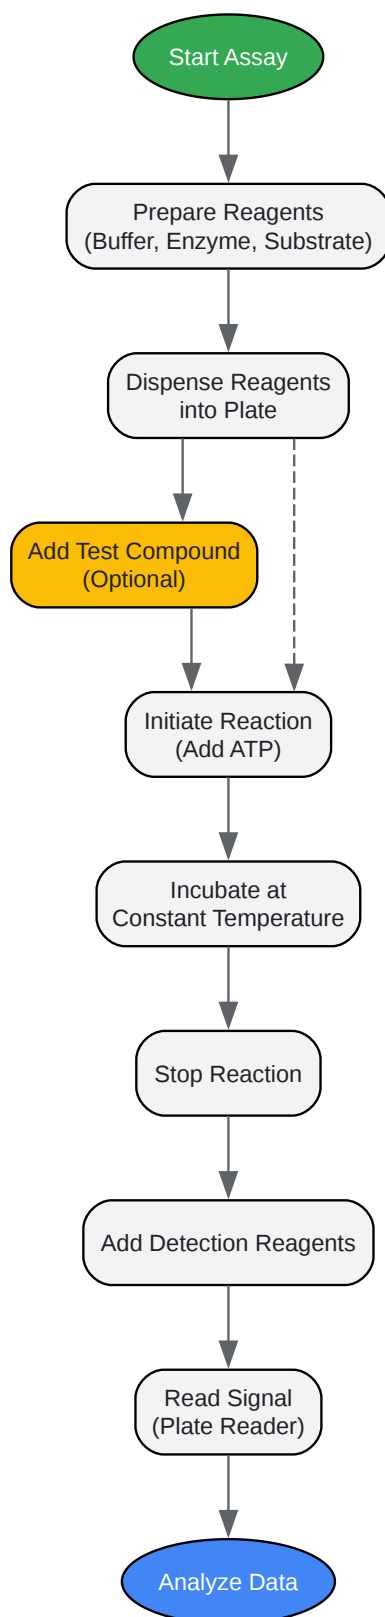 Start Assay
Prepare Reagents
(Buffer, Enzyme, Substrate)
Dispense Reagents
into Plate
Add Test Compound
(Optional)
Initiate Reaction
(Add ATP)
Incubate at
Constant Temperature
Stop Reaction
Add Detection Reagents
Read Signal
(Plate Reader)
Analyze Data